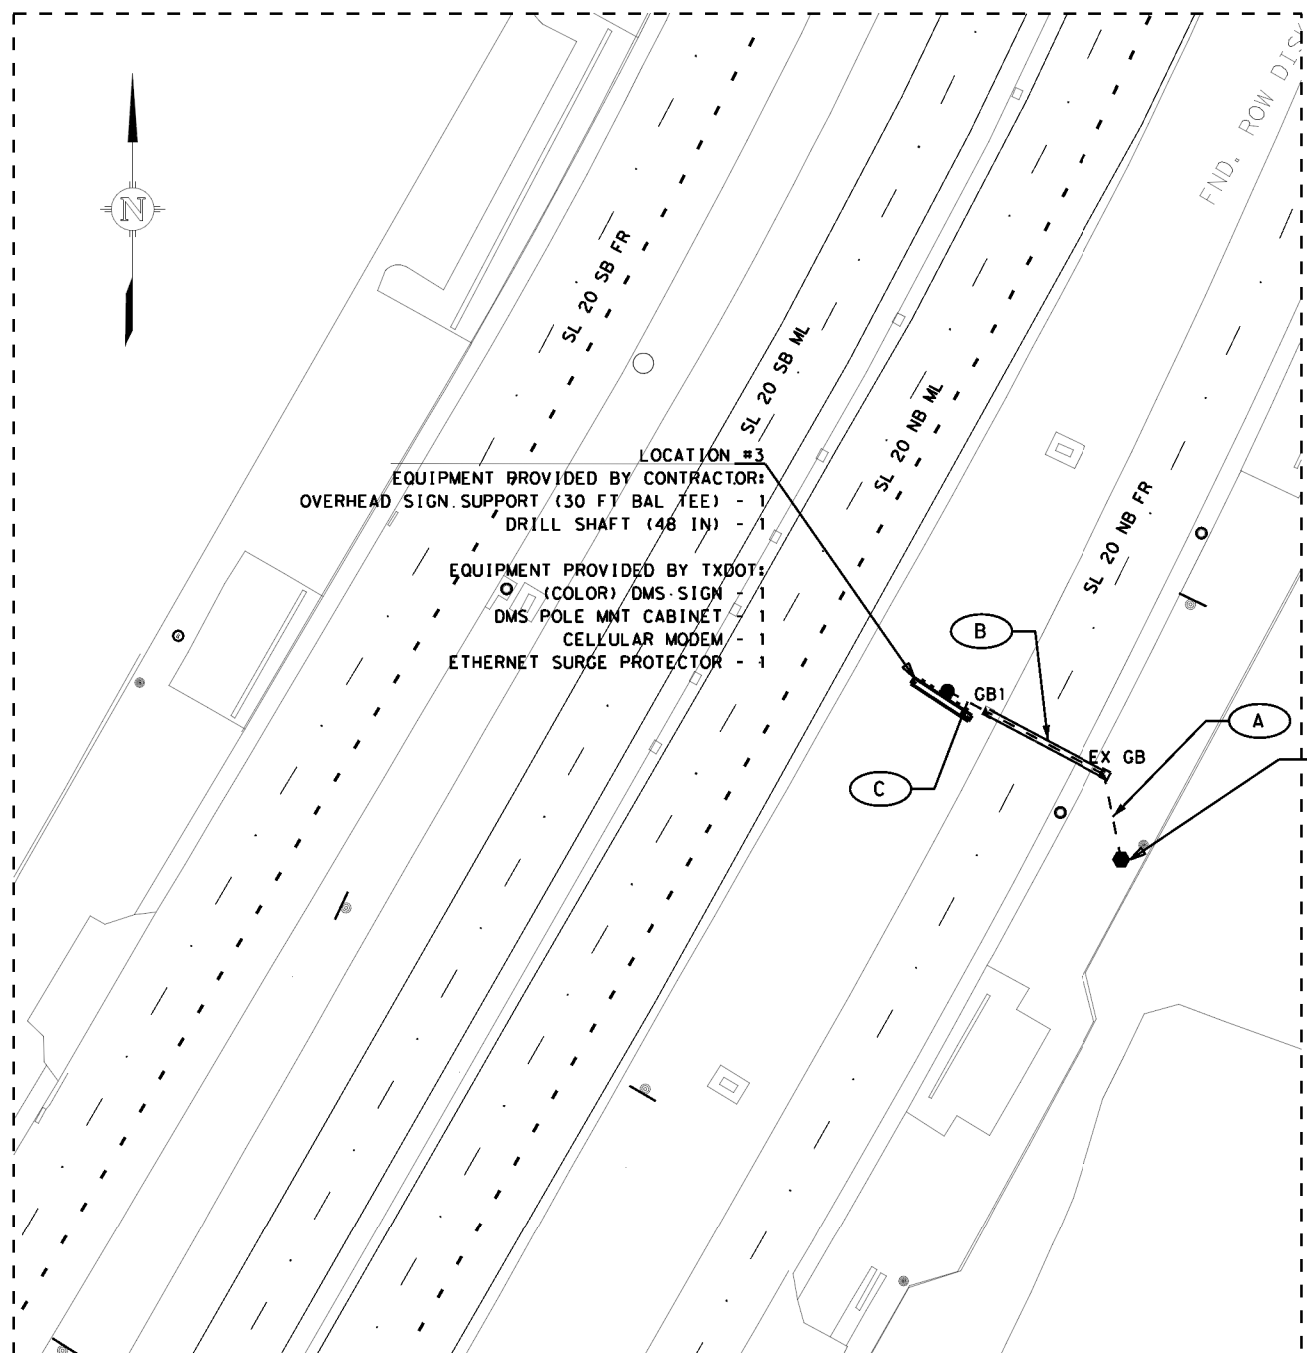 FND. ROW DISK
N
SL 20 SB FR
SL 20 SB ML
SL 20 NB ML
LOCATION #3
EQUIPMENT PROVIDED BY CONTRACTOR:
OVERHEAD SIGN SUPPORT (30 FT BAL TEE) - 1
DRILL SHAFT (48 IN) - 1
SL 20 NB FR
EQUIPMENT PROVIDED BY TXDOT:
(COLOR) DMS SIGN - 1
DMS POLE MNT CABINET - 1
CELLULAR MODEM - 1
ETHERNET SURGE PROTECTOR - 1
B
GB1
A
EX GB
C